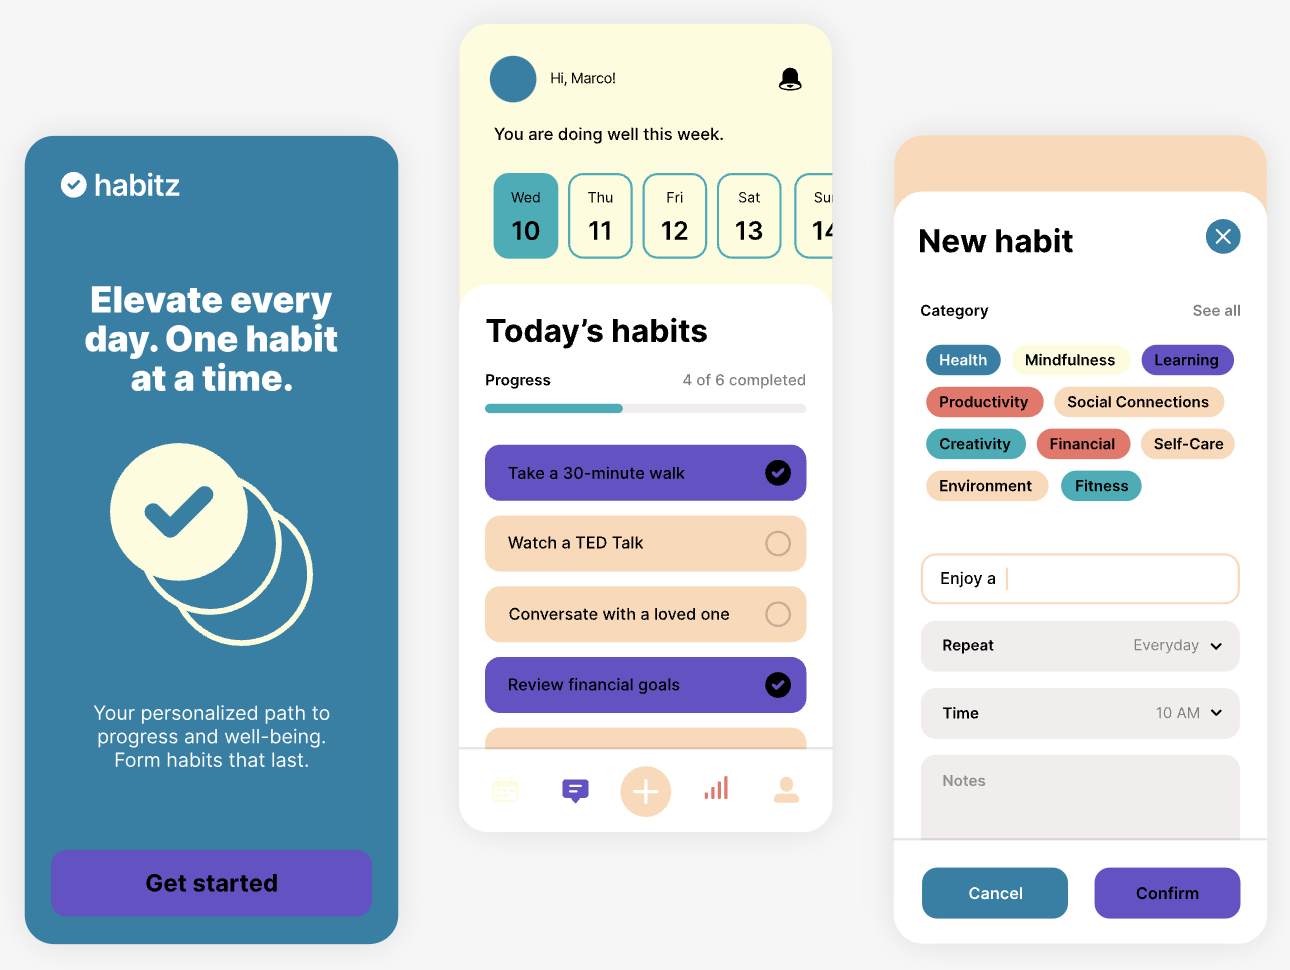 habitz
Elevate every
day. One habit
at a time.
Your personalized path to
progress and well-being.
Form habits that last.
Get started
Hi, Marco!
You are doing well this week.
Wed Thu Fri Sat Su
10 11 12 13 14
Today’s habits
Progress 4 of 6 completed
Take a 30-minute walk
Watch a TED Talk
Conversate with a loved one
Review financial goals
New habit
Category See all
Health Mindfulness Learning
Productivity Social Connections
Creativity Financial Self-Care
Environment Fitness
Enjoy a
Repeat Everyday
Time 10 AM
Notes
Cancel Confirm